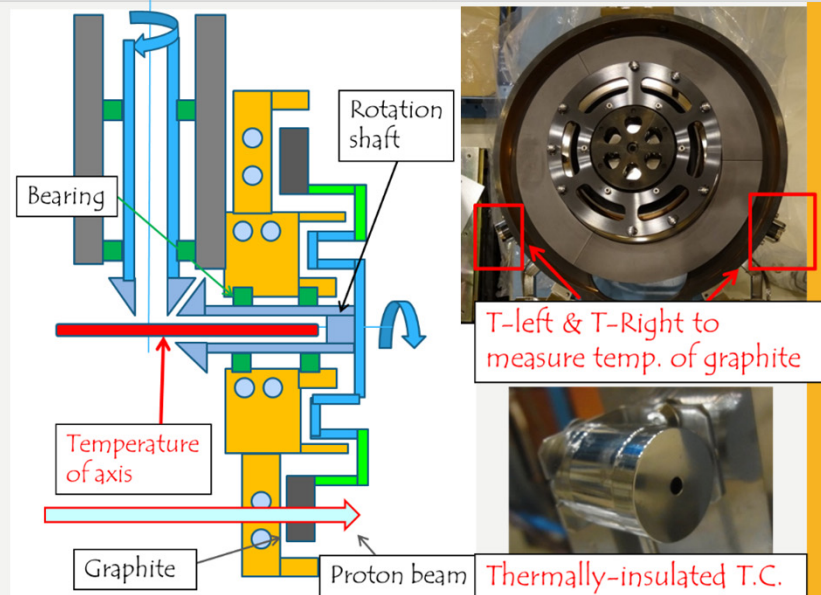 Rotation
shaft
Bearing
T-left & T-Right to
measure temp. of graphite
Temperature
of axis
Graphite
Proton beam
Thermally-insulated T.C.